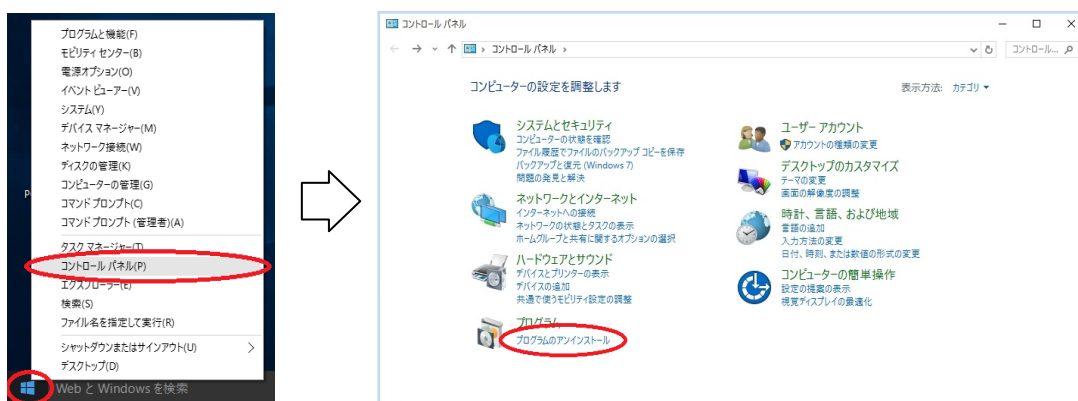 プログラムと機能(F)
モビリティ センター(B)
電源オプション(O)
イベント ビューアー(V)
システム(Y)
デバイス マネージャー(M)
ネットワーク接続(W)
ディスクの管理(K)
コンピューターの管理(G)
コマンド プロンプト(C)
コマンド プロンプト (管理者)(A)
タスク マネージャー(T)
コントロール パネル(P)
エクスプローラー(E)
検索(S)
ファイル名を指定して実行(R)
シャットダウンまたはサインアウト(U)
デスクトップ(D)
Web と Windows を検索
コントロール パネル
コントロール パネル
コントロール...
コンピューターの設定を調整します
表示方法: カテゴリ
システムとセキュリティ
コンピューターの状態を確認
ファイル履歴でファイルのバックアップ コピーを保存
バックアップと復元 (Windows 7)
問題の発見と解決
ネットワークとインターネット
インターネットへの接続
ネットワークの状態とタスクの表示
ホームグループと共有に関するオプションの選択
ハードウェアとサウンド
デバイスとプリンターの表示
デバイスの追加
共通で使うモビリティ設定の調整
プログラム
プログラムのアンインストール
ユーザー アカウント
アカウントの種類の変更
デスクトップのカスタマイズ
テーマの変更
画面の解像度の調整
時計、言語、および地域
言語の追加
入力方法の変更
日付、時刻、または数値の形式の変更
コンピューターの簡単操作
設定の提案の表示
視覚ディスプレイの最適化